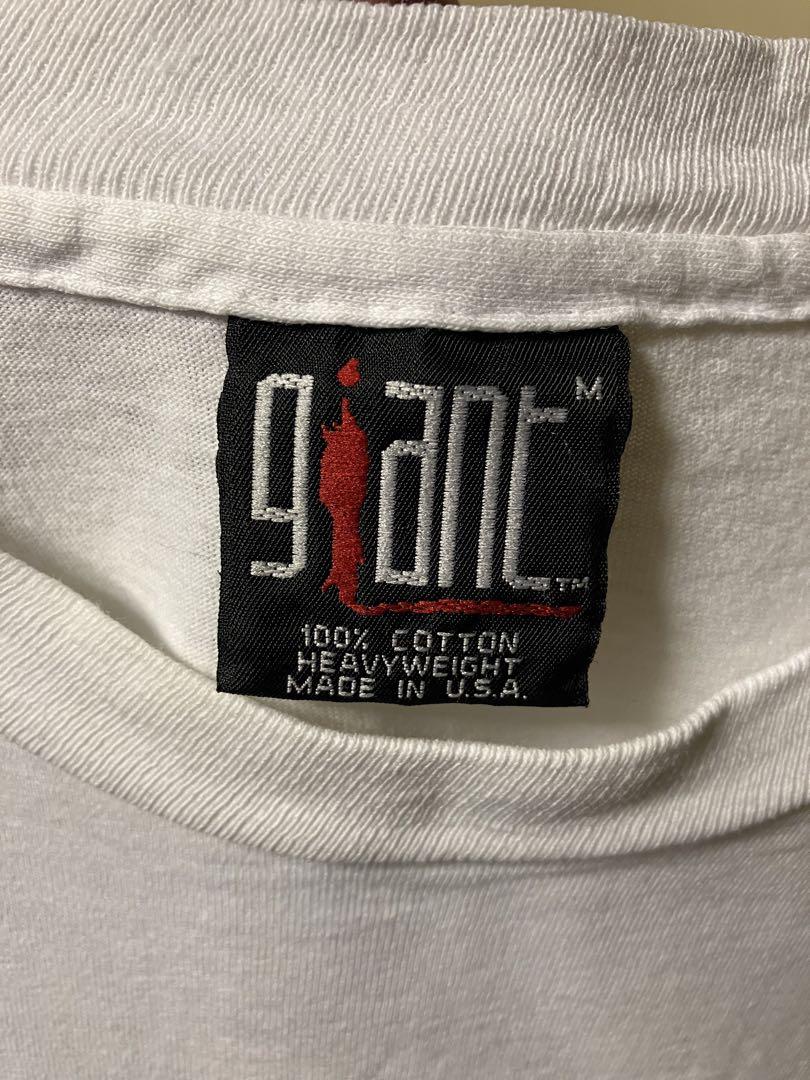 giant M
TM
100% COTTON
HEAVYWEIGHT
MADE IN U.S.A.